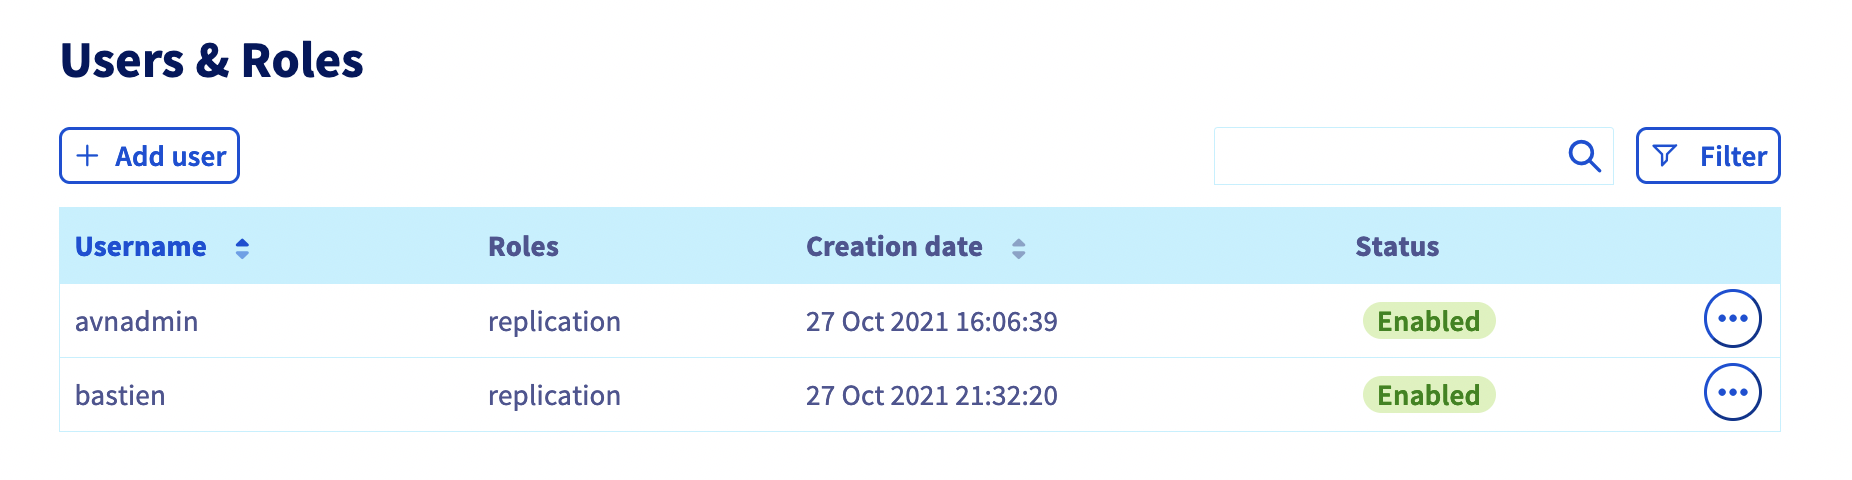 Users & Roles
Add user
Filter
Username Roles Creation date Status
avnadmin replication 27 Oct 2021 16:06:39 Enabled
bastien replication 27 Oct 2021 21:32:20 Enabled